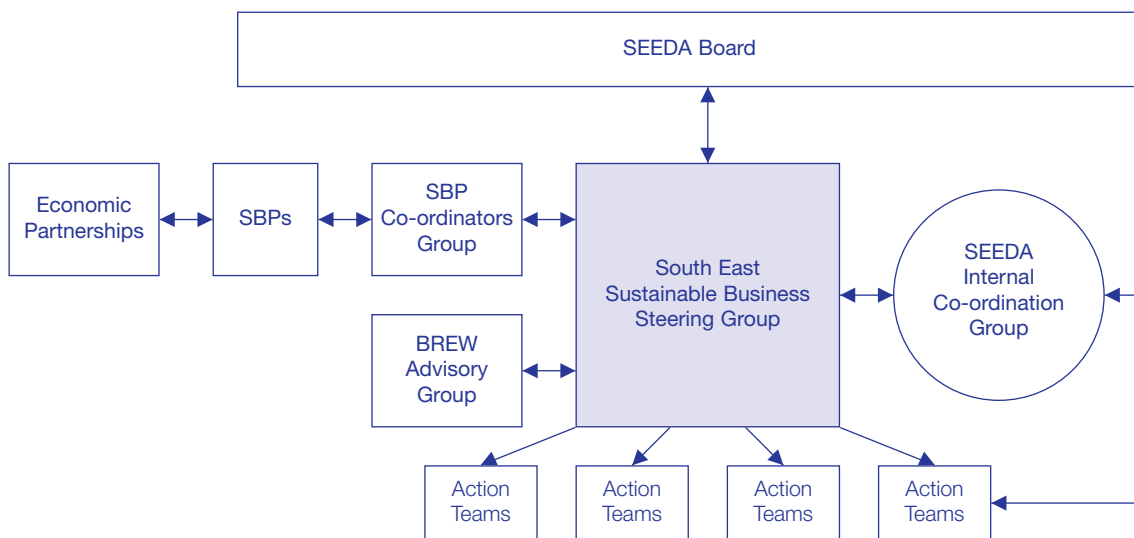 SEEDA Board
Economic
Partnerships
SBPs
SBP
Co-ordinators
Group
South East
Sustainable Business
Steering Group
SEEDA
Internal
Co-ordination
Group
BREW
Advisory
Group
Action
Teams
Action
Teams
Action
Teams
Action
Teams